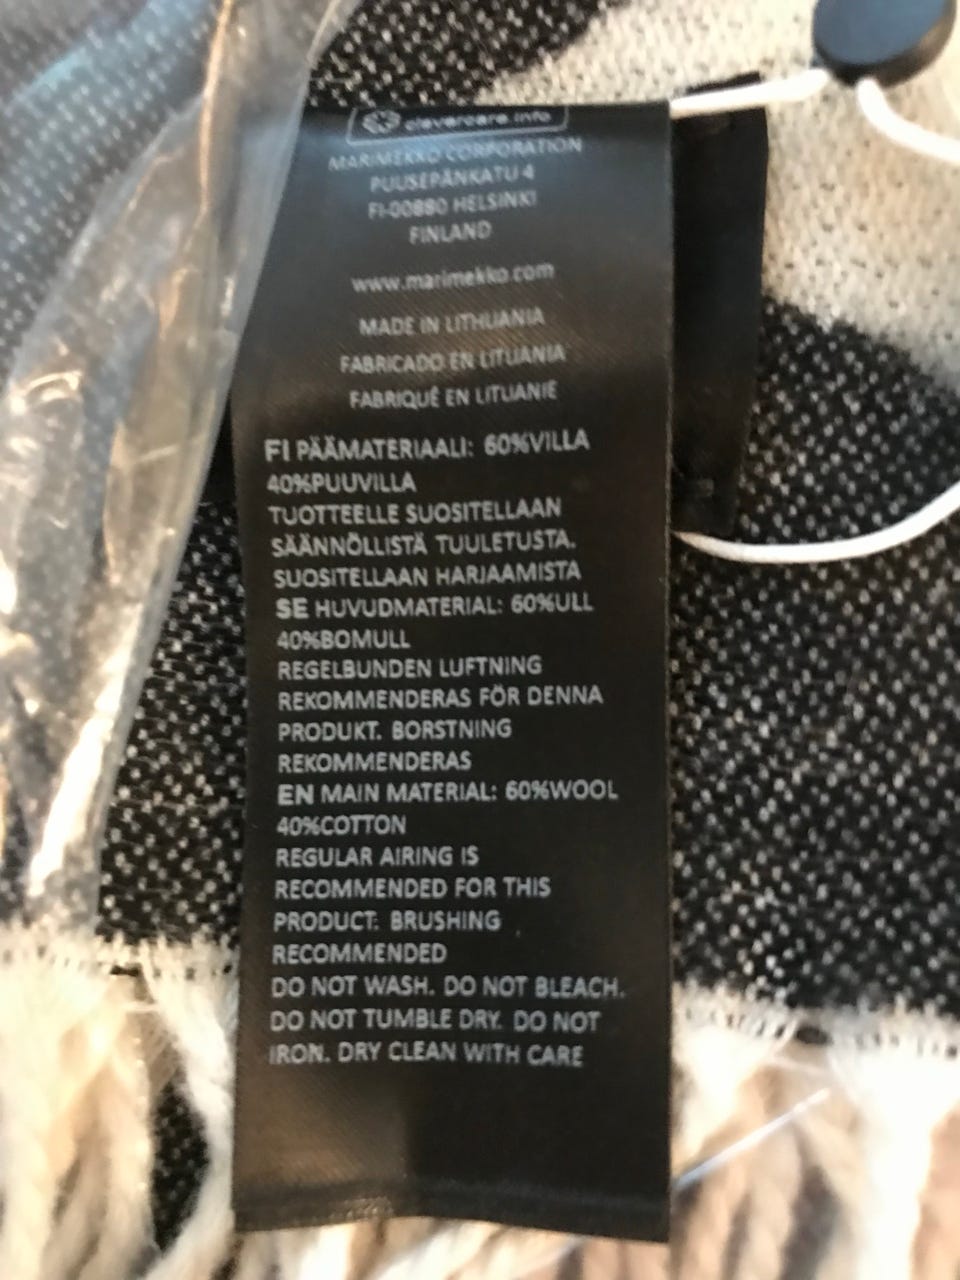 clevercare.info
MARIMEKKO CORPORATION
PUUSEPÄNKATU 4
FI-00880 HELSINKI
FINLAND
www.marimekko.com
MADE IN LITHUANIA
FABRICADO EN LITUANIA
FABRIQUÉ EN LITUANIE
FI PÄÄMATERIAALI: 60%VILLA
40%PUUVILLA
TUOTTEELLE SUOSITELLAAN
SÄÄNNÖLLISTÄ TUULETUSTA.
SUOSITELLAAN HARJAAMISTA
SE HUVUDMATERIAL: 60%ULL
40%BOMULL
REGELBUNDEN LUFTNING
REKOMMENDERAS FÖR DENNA
PRODUKT. BORSTNING
REKOMMENDERAS
EN MAIN MATERIAL: 60%WOOL
40%COTTON
REGULAR AIRING IS
RECOMMENDED FOR THIS
PRODUCT. BRUSHING
RECOMMENDED
DO NOT WASH. DO NOT BLEACH.
DO NOT TUMBLE DRY. DO NOT
IRON. DRY CLEAN WITH CARE